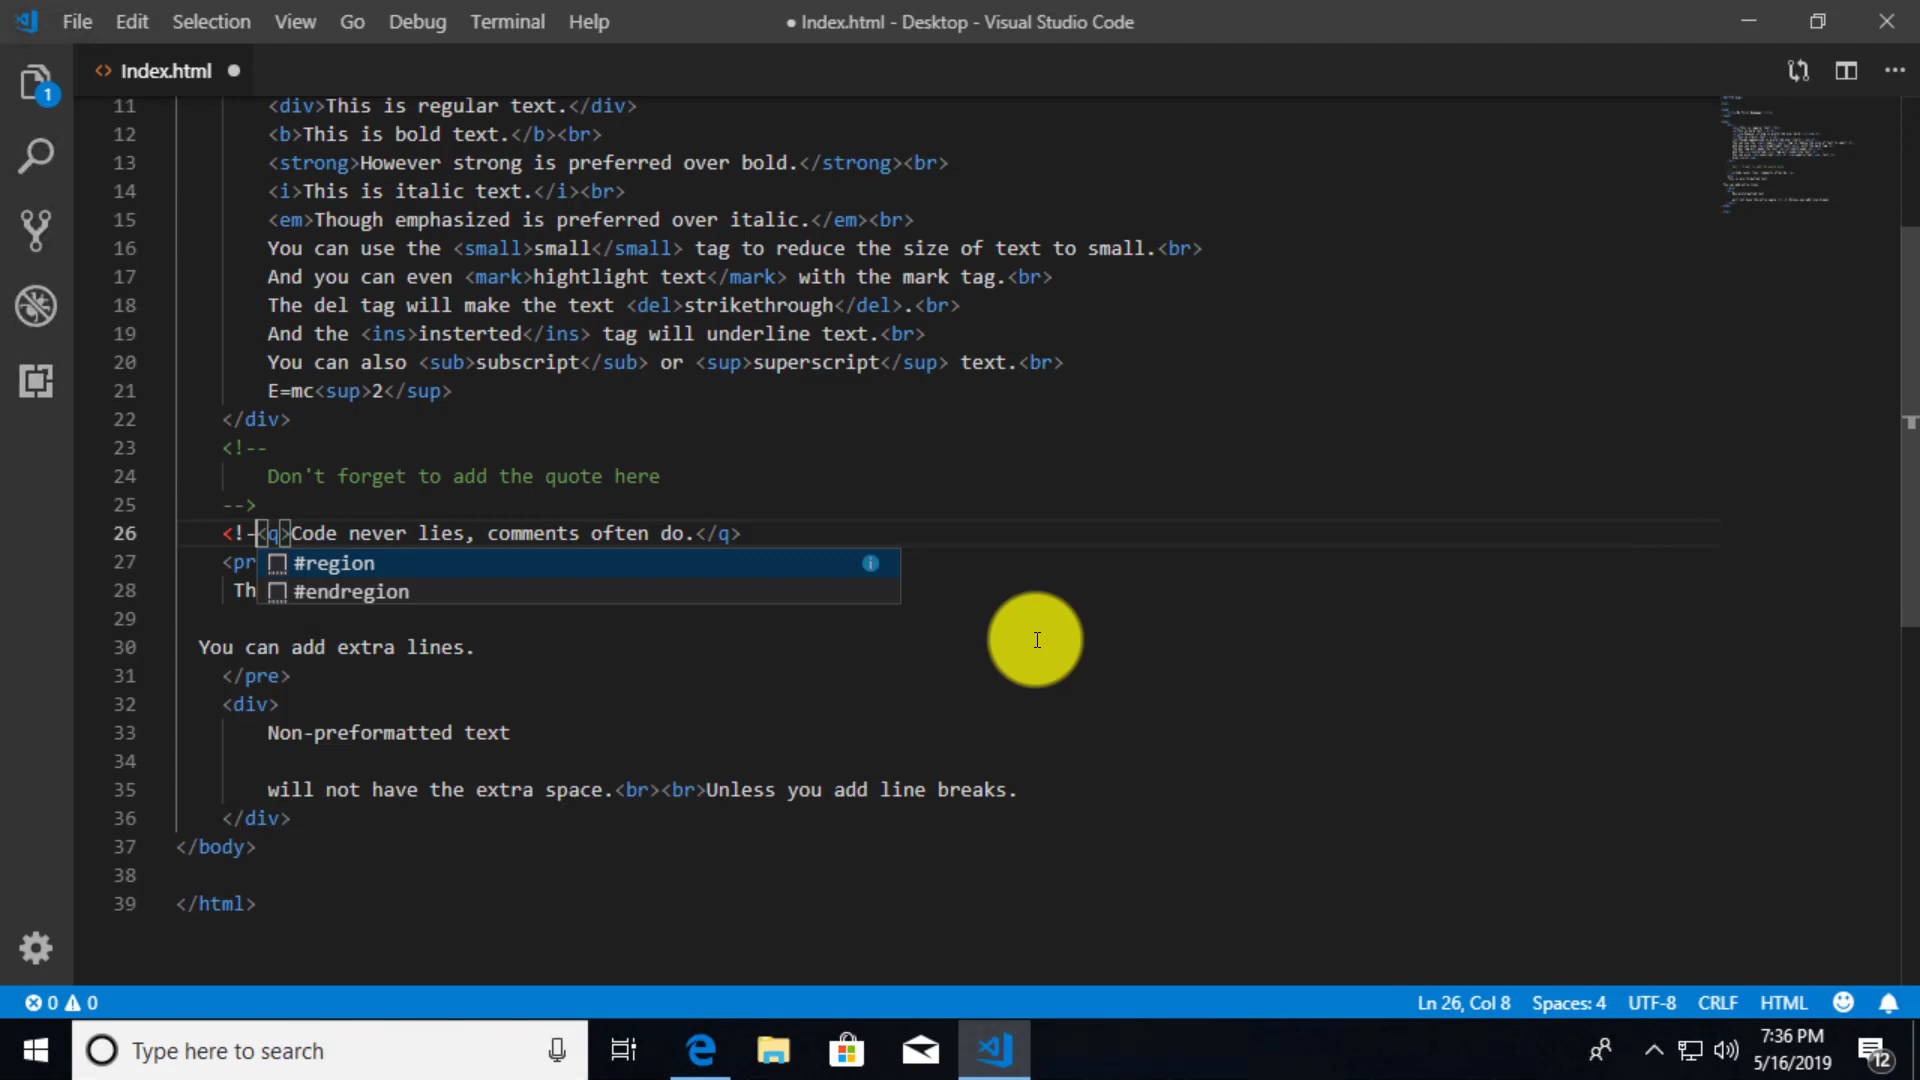 File Edit Selection View Go Debug Terminal Help
● Index.html - Desktop - Visual Studio Code
1
<> Index.html ●
11 <div>This is regular text.</div>
12 <b>This is bold text.</b><br>
13 <strong>However strong is preferred over bold.</strong><br>
14 <i>This is italic text.</i><br>
15 <em>Though emphasized is preferred over italic.</em><br>
16 You can use the <small>small</small> tag to reduce the size of text to small.<br>
17 And you can even <mark>hightlight text</mark> with the mark tag.<br>
18 The del tag will make the text <del>strikethrough</del>.<br>
19 And the <ins>insterted</ins> tag will underline text.<br>
20 You can also <sub>subscript</sub> or <sup>superscript</sup> text.<br>
21 E=mc<sup>2</sup>
22 </div>
23 <!--
24 Don't forget to add the quote here
25 -->
26 <!-<q>Code never lies, comments often do.</q>
27 <pr
#region
28 Th
#endregion
29
30 You can add extra lines.
31 </pre>
32 <div>
33 Non-preformatted text
34
35 will not have the extra space.<br><br>Unless you add line breaks.
36 </div>
37 </body>
38
39 </html>
0 0
Ln 26, Col 8 Spaces: 4 UTF-8 CRLF HTML
Type here to search
7:36 PM
5/16/2019
12